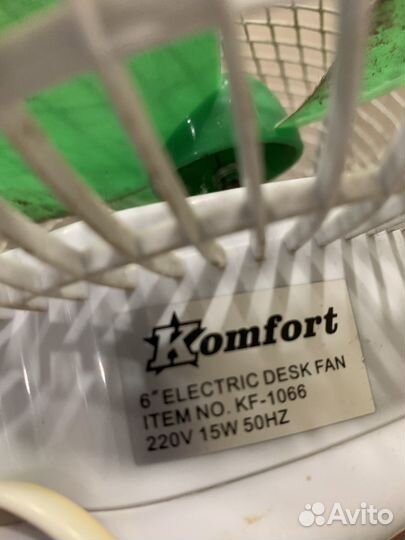 Komfort
6″ ELECTRIC DESK FAN
ITEM NO. KF-1066
220V 15W 50HZ
Avito